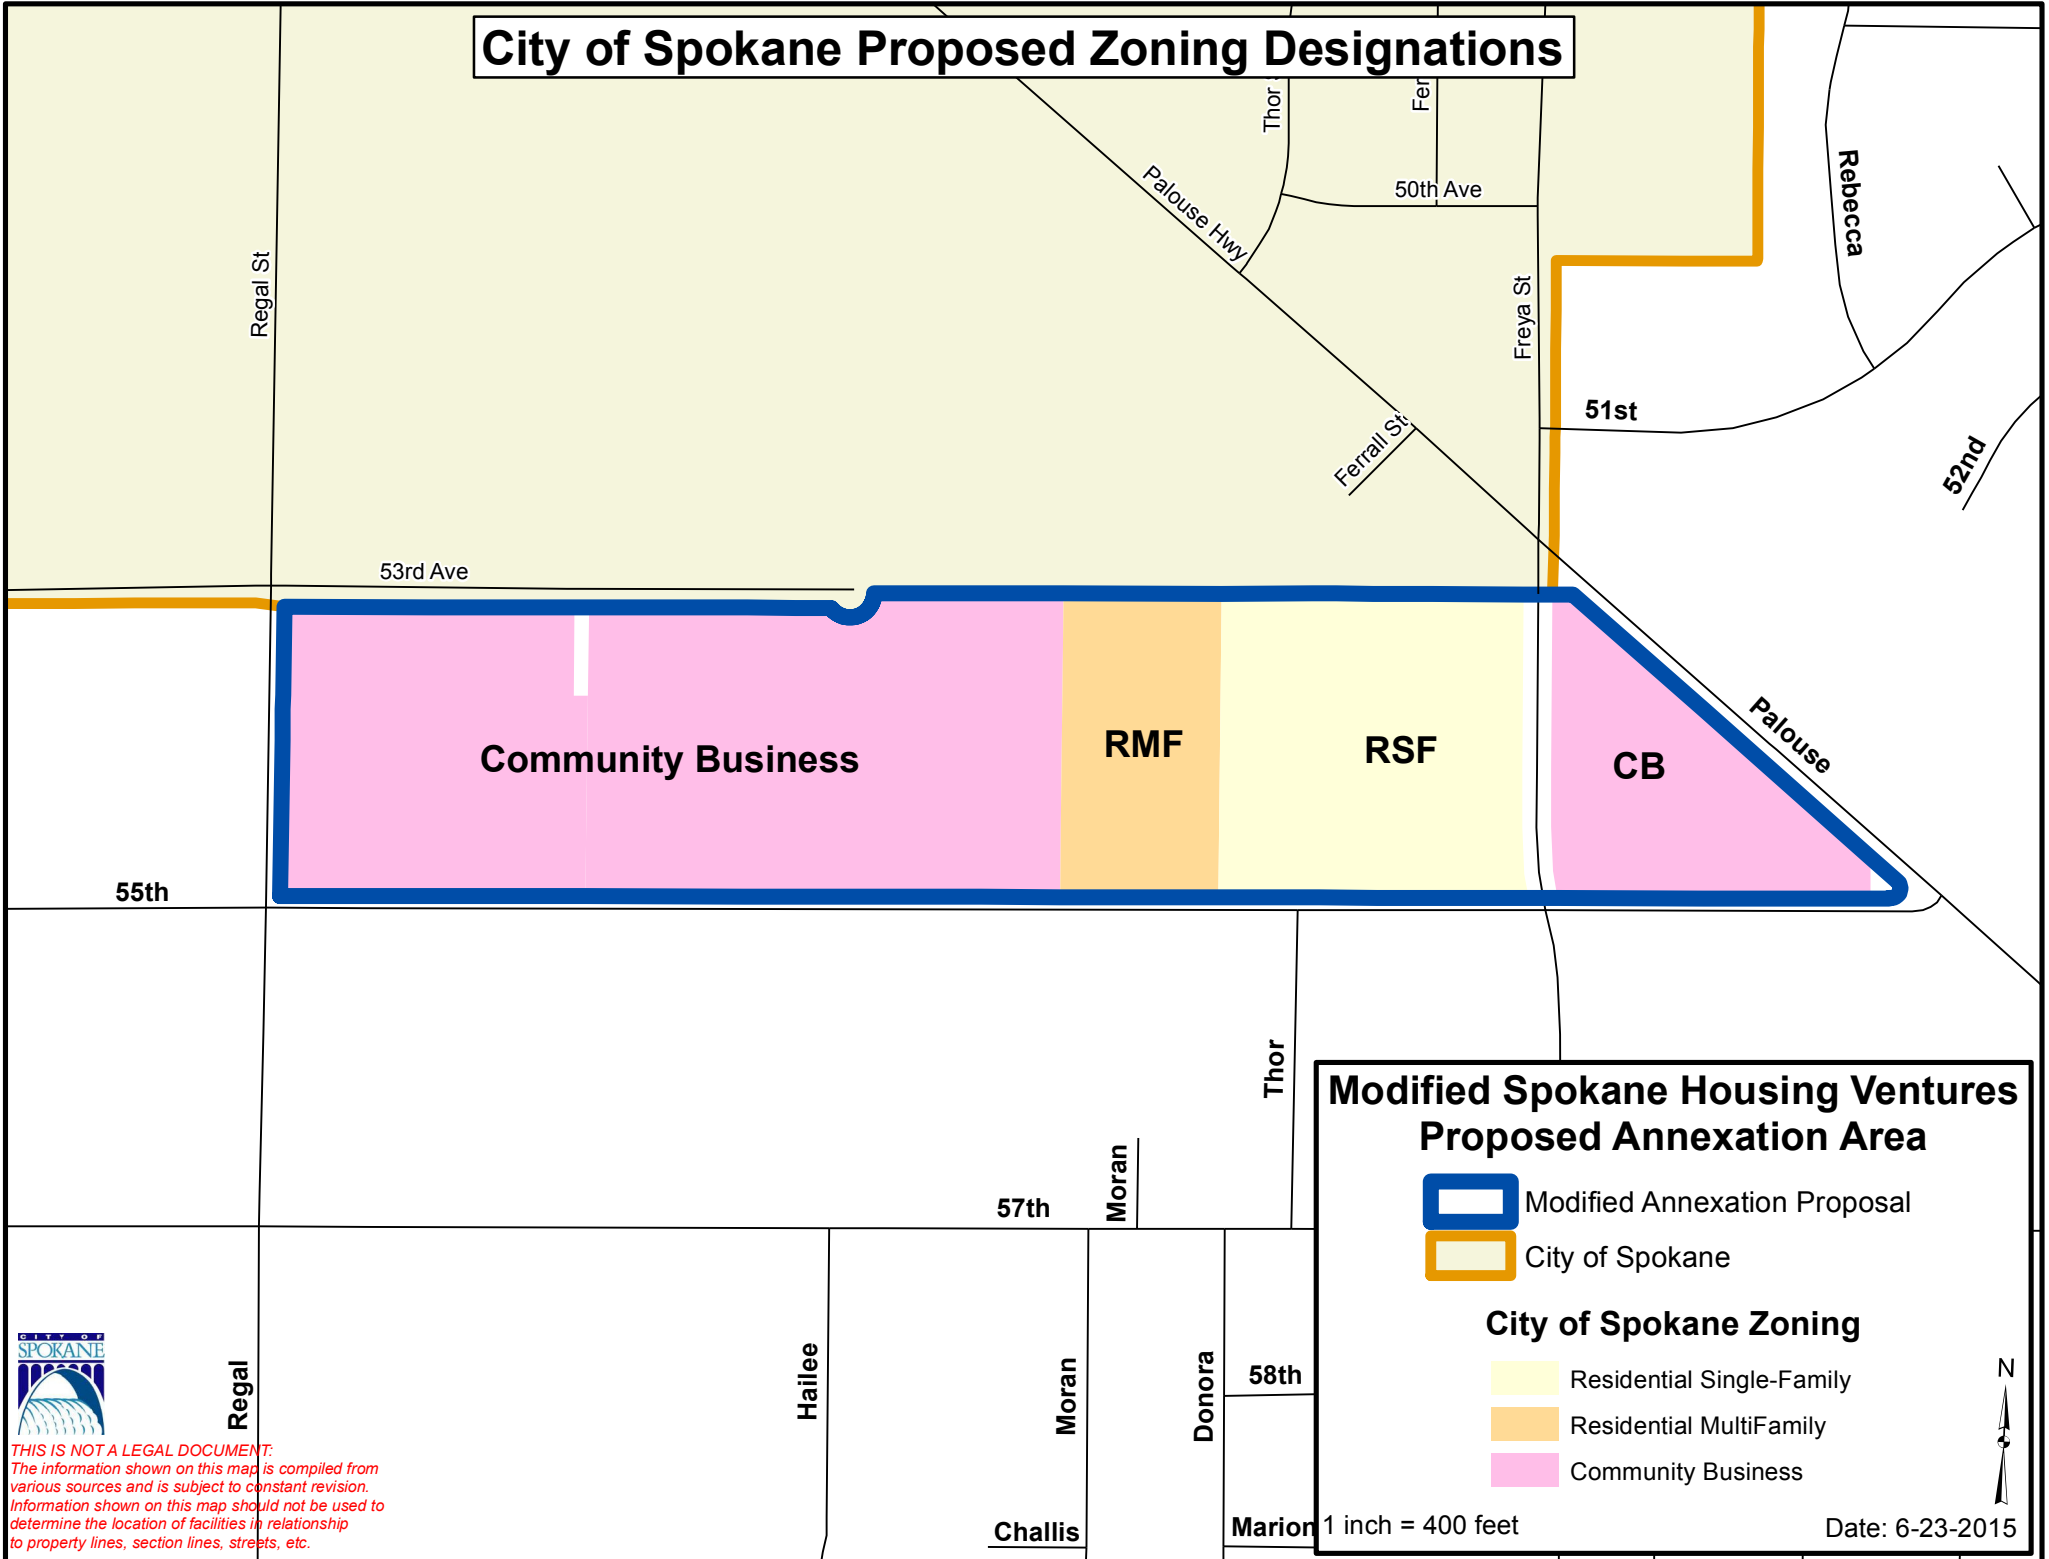 City of Spokane Proposed Zoning Designations
Thor S
Fer
Rebecca
Palouse Hwy
50th Ave
Regal St
Freya St
51st
Ferrall St
52nd
53rd Ave
Community Business
RMF
RSF
CB
Palouse
55th
Thor
Moran
57th
Regal
Hailee
Moran
Donora
58th
Challis
Marion
Modified Spokane Housing Ventures
Proposed Annexation Area
Modified Annexation Proposal
City of Spokane
City of Spokane Zoning
Residential Single-Family
Residential MultiFamily
Community Business
N
1 inch = 400 feet
Date: 6-23-2015
CITY OF
SPOKANE
THIS IS NOT A LEGAL DOCUMENT:
The information shown on this map is compiled from
various sources and is subject to constant revision.
Information shown on this map should not be used to
determine the location of facilities in relationship
to property lines, section lines, streets, etc.